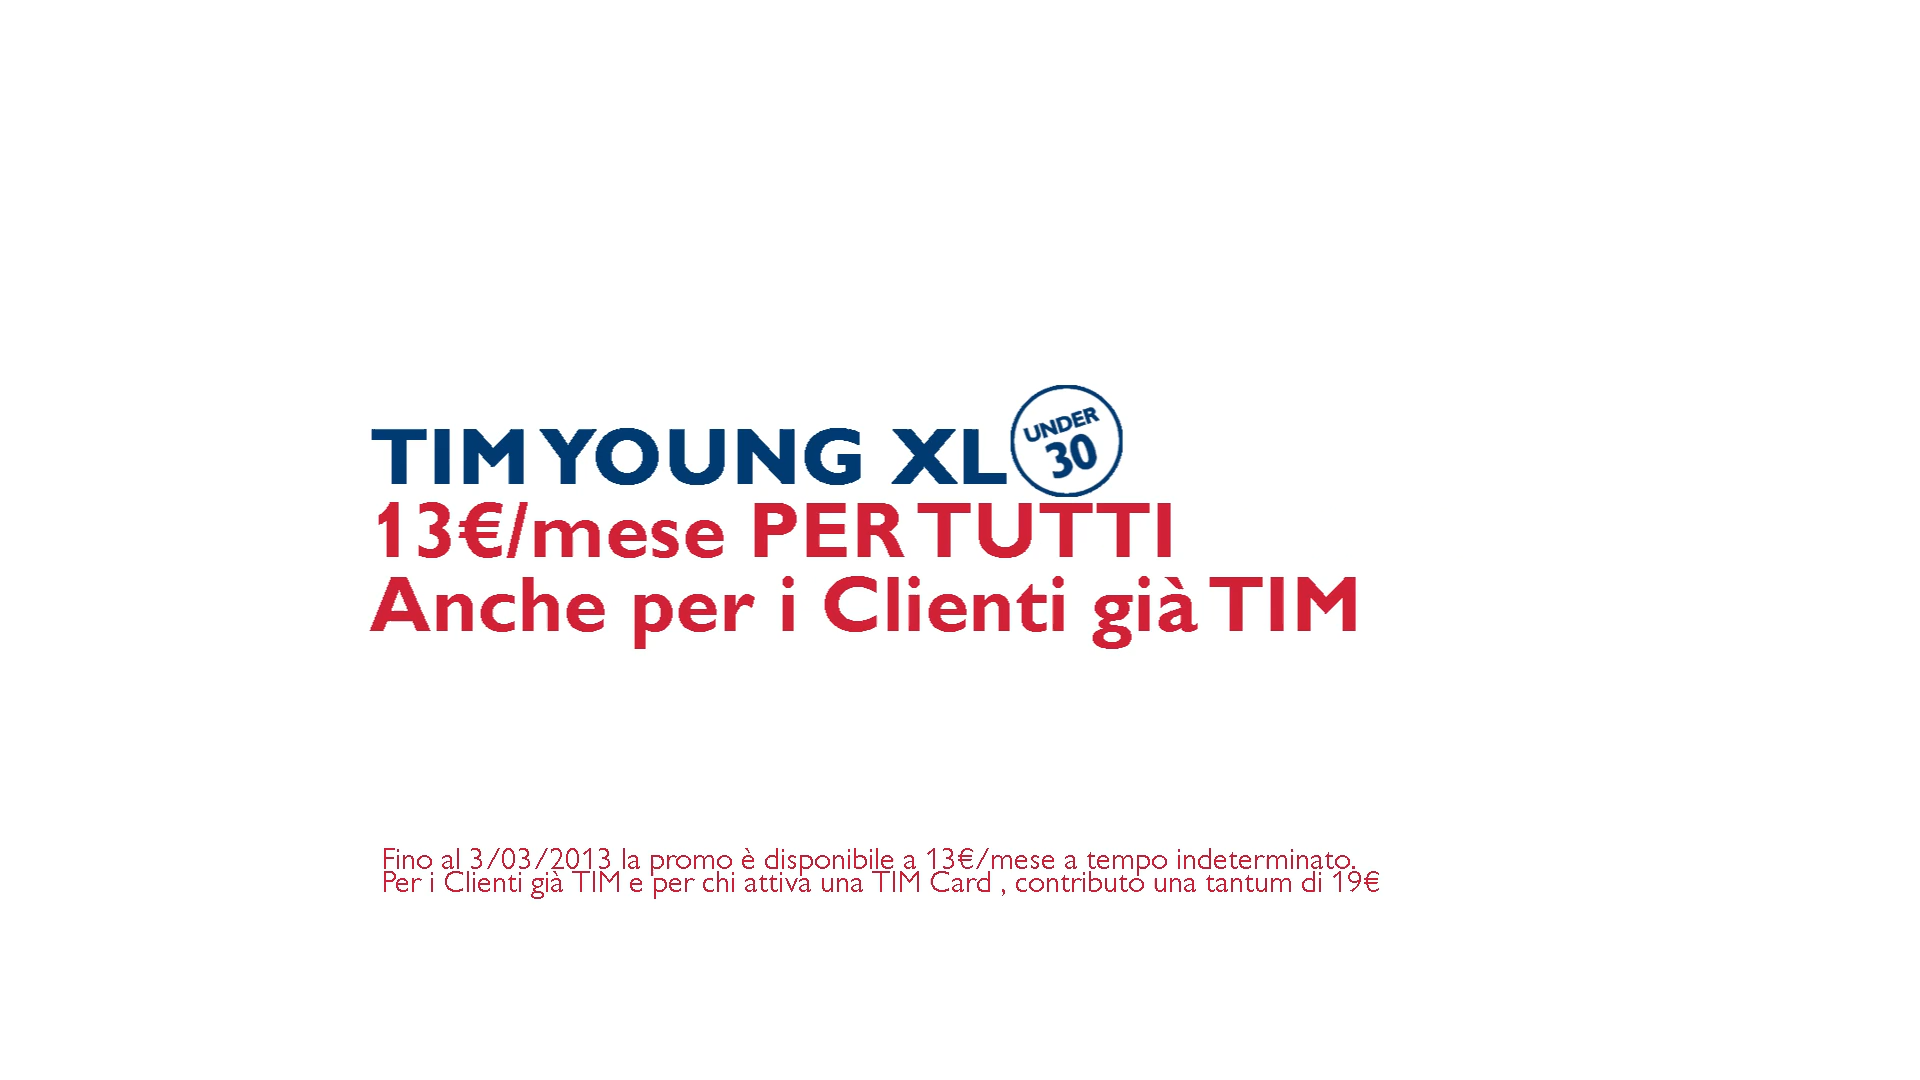 TIM YOUNG XL UNDER 30
13€/mese PER TUTTI
Anche per i Clienti già TIM
Fino al 3/03/2013 la promo è disponibile a 13€/mese a tempo indeterminato.
Per i Clienti già TIM e per chi attiva una TIM Card , contributo una tantum di 19€